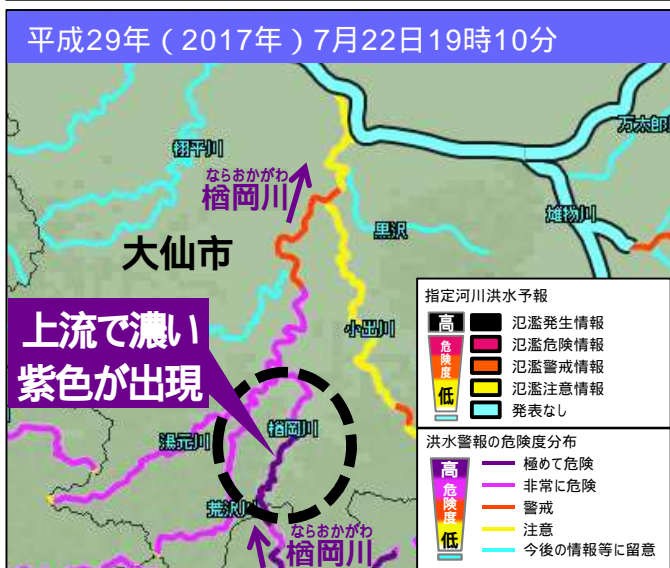 平成29年(2017年)7月22日19時10分
万太郎
栩平川
ならおかがわ
楢岡川
黒沢
雄物川
大仙市
小出川
上流で濃い
紫色が出現
楢岡川
湯元川
荒沢川
ならおかがわ
楢岡川
指定河川洪水予報
高
危険度
低
氾濫発生情報
氾濫危険情報
氾濫警戒情報
氾濫注意情報
発表なし
洪水警報の危険度分布
高
危険度
低
極めて危険
非常に危険
警戒
注意
今後の情報等に留意